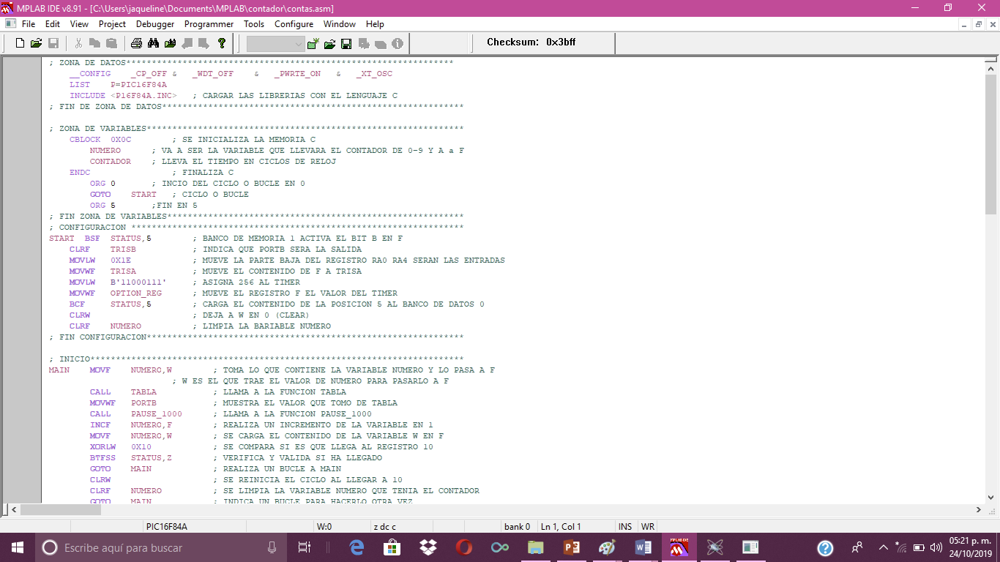 MPLAB IDE v8.91 - [C:\Users\jaqueline\Documents\MPLAB\contador\contas.asm]
File Edit View Project Debugger Programmer Tools Configure Window Help
Checksum: 0x3bff
; ZONA DE DATOS****************************************************************
__CONFIG _CP_OFF & _WDT_OFF & _PWRTE_ON & _XT_OSC
LIST P=PIC16F84A
INCLUDE <P16F84A.INC> ; CARGAR LAS LIBRERIAS CON EL LENGUAJE C
; FIN DE ZONA DE DATOS***********************************************************
; ZONA DE VARIABLES**************************************************************
CBLOCK 0X0C ; SE INICIALIZA LA MEMORIA C
NUMERO ; VA A SER LA VARIABLE QUE LLEVARA EL CONTADOR DE 0-9 Y A a F
CONTADOR ; LLEVA EL TIEMPO EN CICLOS DE RELOJ
ENDC ; FINALIZA C
ORG 0 ; INCIO DEL CICLO O BUCLE EN 0
GOTO START ; CICLO O BUCLE
ORG 5 ;FIN EN 5
; FIN ZONA DE VARIABLES**********************************************************
; CONFIGURACION *****************************************************************
START BSF STATUS,5 ; BANCO DE MEMORIA 1 ACTIVA EL BIT B EN F
CLRF TRISB ; INDICA QUE PORTB SERA LA SALIDA
MOVLW 0X1E ; MUEVE LA PARTE BAJA DEL REGISTRO RA0 RA4 SERAN LAS ENTRADAS
MOVWF TRISA ; MUEVE EL CONTENIDO DE F A TRISA
MOVLW B'11000111' ; ASIGNA 256 AL TIMER
MOVWF OPTION_REG ; MUEVE EL REGISTRO F EL VALOR DEL TIMER
BCF STATUS,5 ; CARGA EL CONTENIDO DE LA POSICION 5 AL BANCO DE DATOS 0
CLRW ; DEJA A W EN 0 (CLEAR)
CLRF NUMERO ; LIMPIA LA BARIABLE NUMERO
; FIN CONFIGURACION**************************************************************
; INICIO*************************************************************************
MAIN MOVF NUMERO,W ; TOMA LO QUE CONTIENE LA VARIABLE NUMERO Y LO PASA A F
; W ES EL QUE TRAE EL VALOR DE NUMERO PARA PASARLO A F
CALL TABLA ; LLAMA A LA FUNCION TABLA
MOVWF PORTB ; MUESTRA EL VALOR QUE TOMO DE TABLA
CALL PAUSE_1000 ; LLAMA A LA FUNCION PAUSE_1000
INCF NUMERO,F ; REALIZA UN INCREMENTO DE LA VARIABLE EN 1
MOVF NUMERO,W ; SE CARGA EL CONTENIDO DE LA VARIABLE W EN F
XORLW 0X10 ; SE COMPARA SI ES QUE LLEGA AL REGISTRO 10
BTFSS STATUS,Z ; VERIFICA Y VALIDA SI HA LLEGADO
GOTO MAIN ; REALIZA UN BUCLE A MAIN
CLRW ; SE REINICIA EL CICLO AL LLEGAR A 10
CLRF NUMERO ; SE LIMPIA LA VARIABLE NUMERO QUE TENIA EL CONTADOR
GOTO MAIN ; INDICA UN BUCLE PARA HACERLO OTRA VEZ
PIC16F84A W:0 z dc c bank 0 Ln 1, Col 1 INS WR
Escribe aquí para buscar
05:21 p. m.
24/10/2019